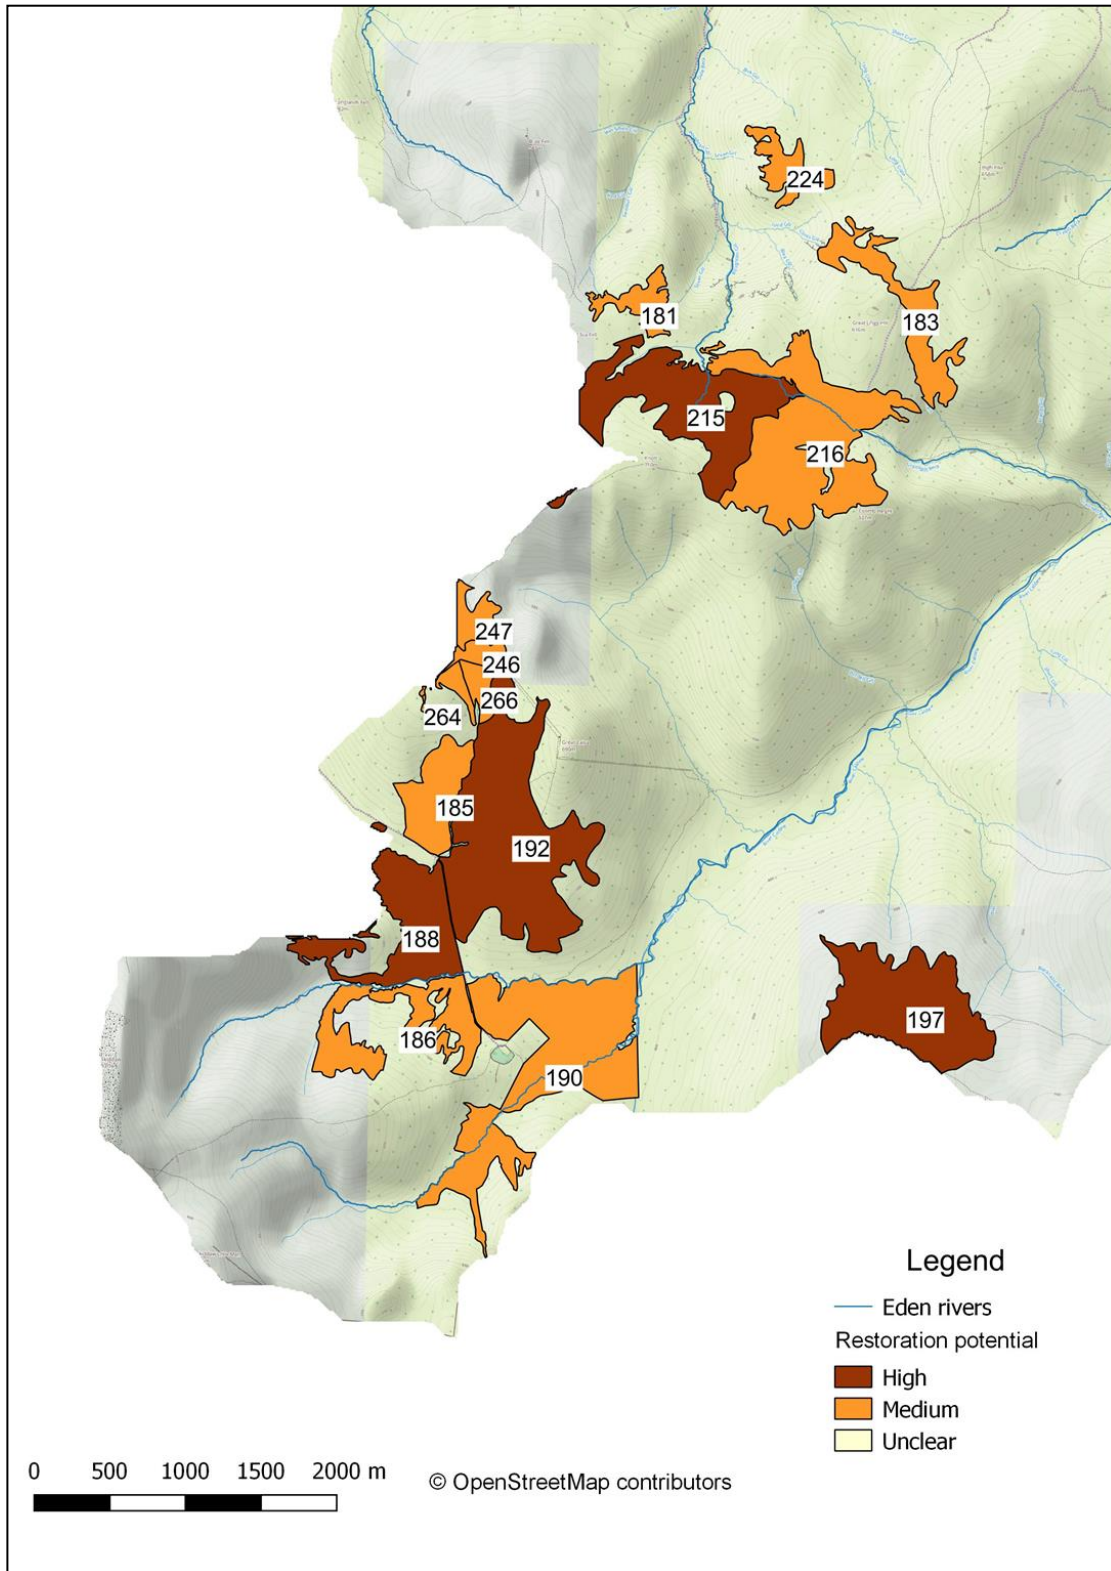 224
181
183
215
216
247
246
266
264
185
192
188
197
186
190
Legend
Eden rivers
Restoration potential
High
Medium
Unclear
0 500 1000 1500 2000 m
© OpenStreetMap contributors